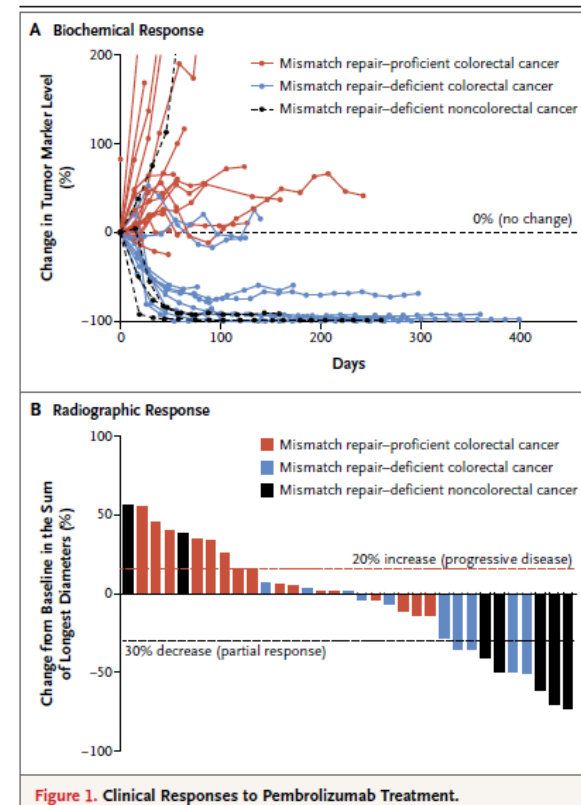 A Biochemical Response
200
100
0
−100
Change in Tumor Marker Level
(%)
Mismatch repair–proficient colorectal cancer
Mismatch repair–deficient colorectal cancer
Mismatch repair–deficient noncolorectal cancer
0% (no change)
0
100
200
300
400
Days
B Radiographic Response
100
50
0
−50
−100
Change from Baseline in the Sum
of Longest Diameters (%)
Mismatch repair–proficient colorectal cancer
Mismatch repair–deficient colorectal cancer
Mismatch repair–deficient noncolorectal cancer
20% increase (progressive disease)
30% decrease (partial response)
Figure 1. Clinical Responses to Pembrolizumab Treatment.